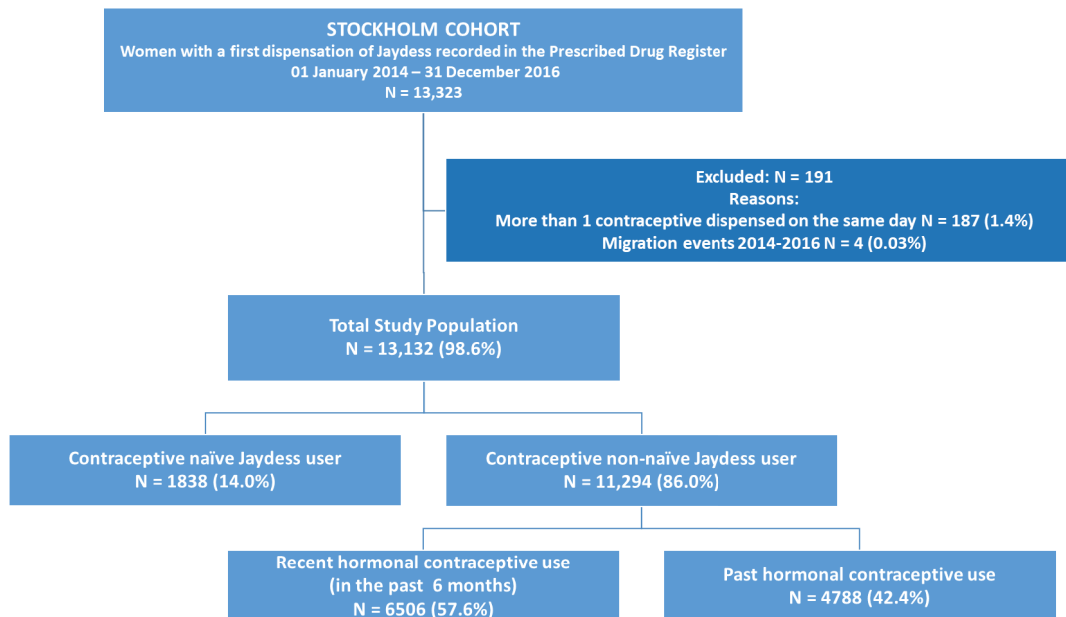 STOCKHOLM COHORT
Women with a first dispensation of Jaydess recorded in the Prescribed Drug Register
01 January 2014 – 31 December 2016
N = 13,323
Excluded: N = 191
Reasons:
More than 1 contraceptive dispensed on the same day N = 187 (1.4%)
Migration events 2014-2016 N = 4 (0.03%)
Total Study Population
N = 13,132 (98.6%)
Contraceptive naïve Jaydess user
N = 1838 (14.0%)
Contraceptive non-naïve Jaydess user
N = 11,294 (86.0%)
Recent hormonal contraceptive use
(in the past 6 months)
N = 6506 (57.6%)
Past hormonal contraceptive use
N = 4788 (42.4%)